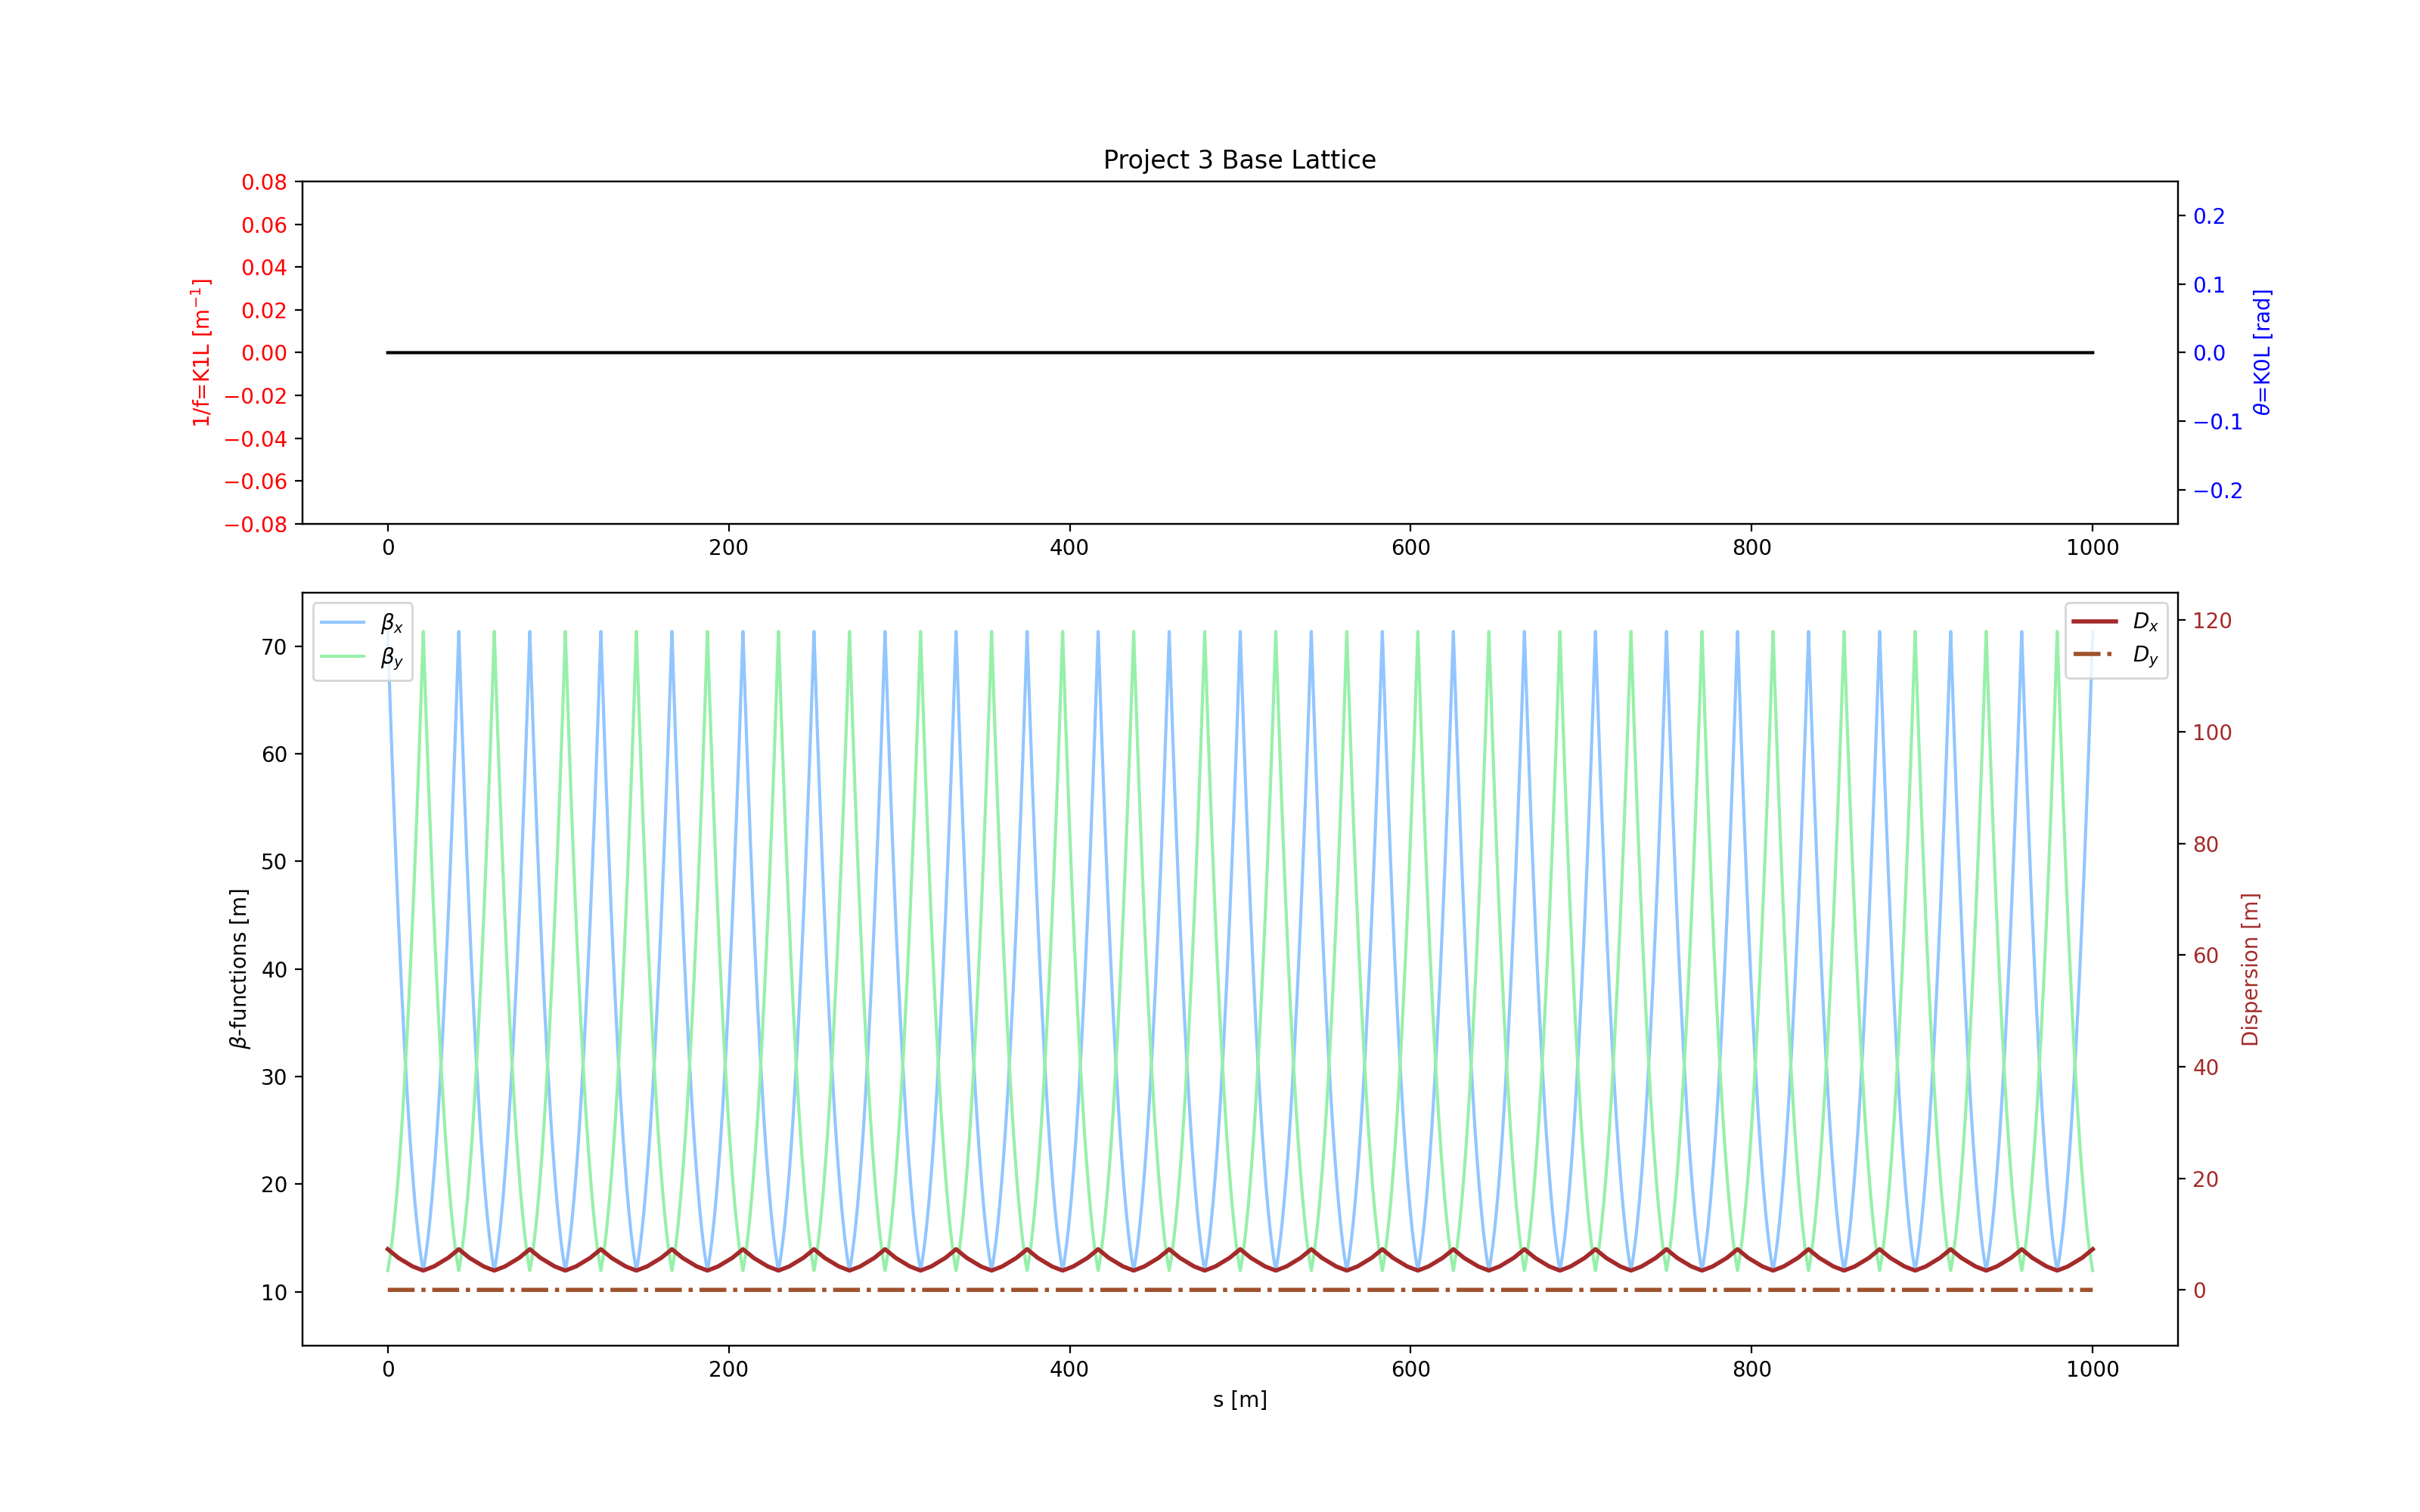 Project 3 Base Lattice
0.08
0.06
0.04
0.02
0.00
−0.02
−0.04
−0.06
−0.08
1/f=K1L [m⁻¹]
0.2
0.1
0.0
−0.1
−0.2
θ=K0L [rad]
0 200 400 600 800 1000
βx
βy
Dx
Dy
70
60
50
40
30
20
10
β-functions [m]
120
100
80
60
40
20
0
Dispersion [m]
0 200 400 600 800 1000
s [m]